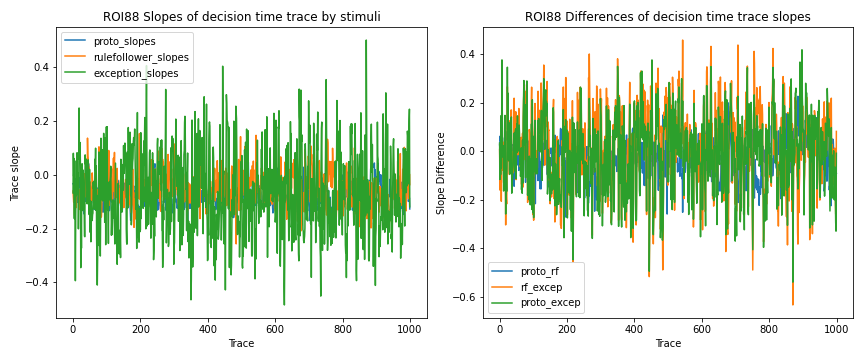 ROI88 Slopes of decision time trace by stimuli
proto_slopes
rulefollower_slopes
exception_slopes
Trace slope
0.4
0.2
0.0
−0.2
−0.4
0
200
400
600
800
1000
Trace
ROI88 Differences of decision time trace slopes
Slope Difference
0.4
0.2
0.0
−0.2
−0.4
−0.6
proto_rf
rf_excep
proto_excep
0
200
400
600
800
1000
Trace